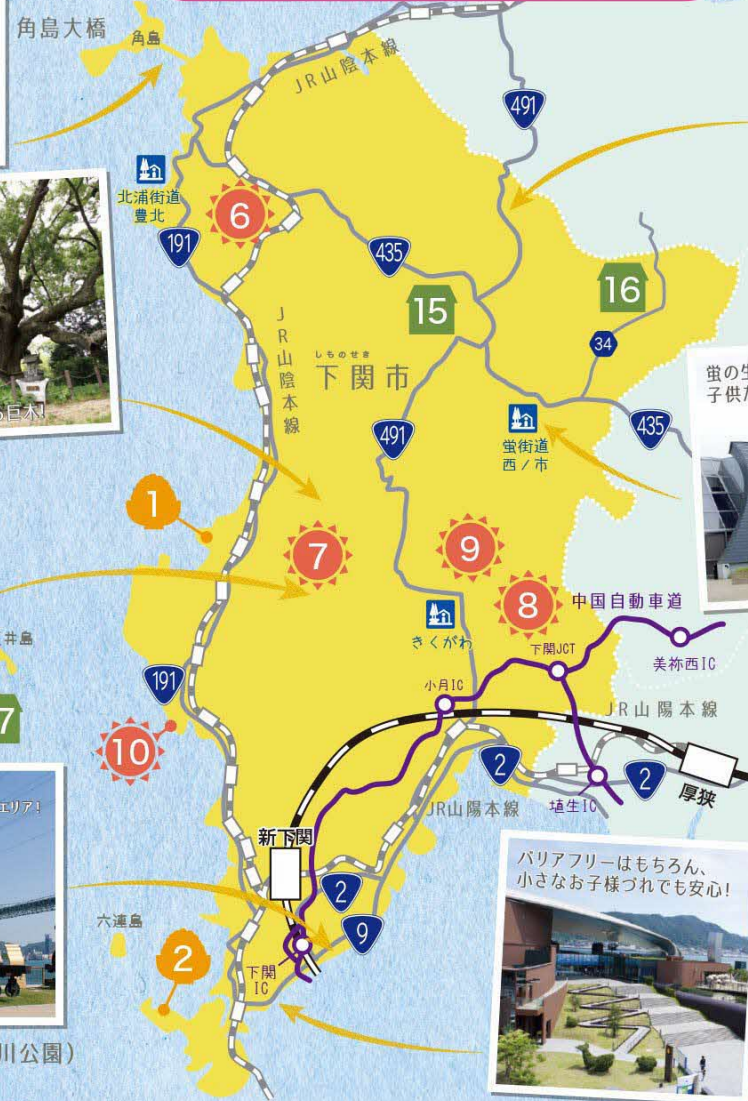 角島大橋
角島
JR山陰本線
491
北浦街道
豊北
6
191
435
15
16
34
JR山陰本線
しものせき
下関市
も巨木!
491
蛍街道
西ノ市
435
蛍の生
子供た
1
7
9
8
中国自動車道
きくがわ
下関JCT
美祢西IC
井島
191
小月IC
7
10
JR山陽本線
2
2
厚狭
埴生IC
JR山陽本線
エリア!
新下関
2
9
バリアフリーはもちろん、
小さなお子様づれでも安心!
六連島
2
下関
IC
川公園)